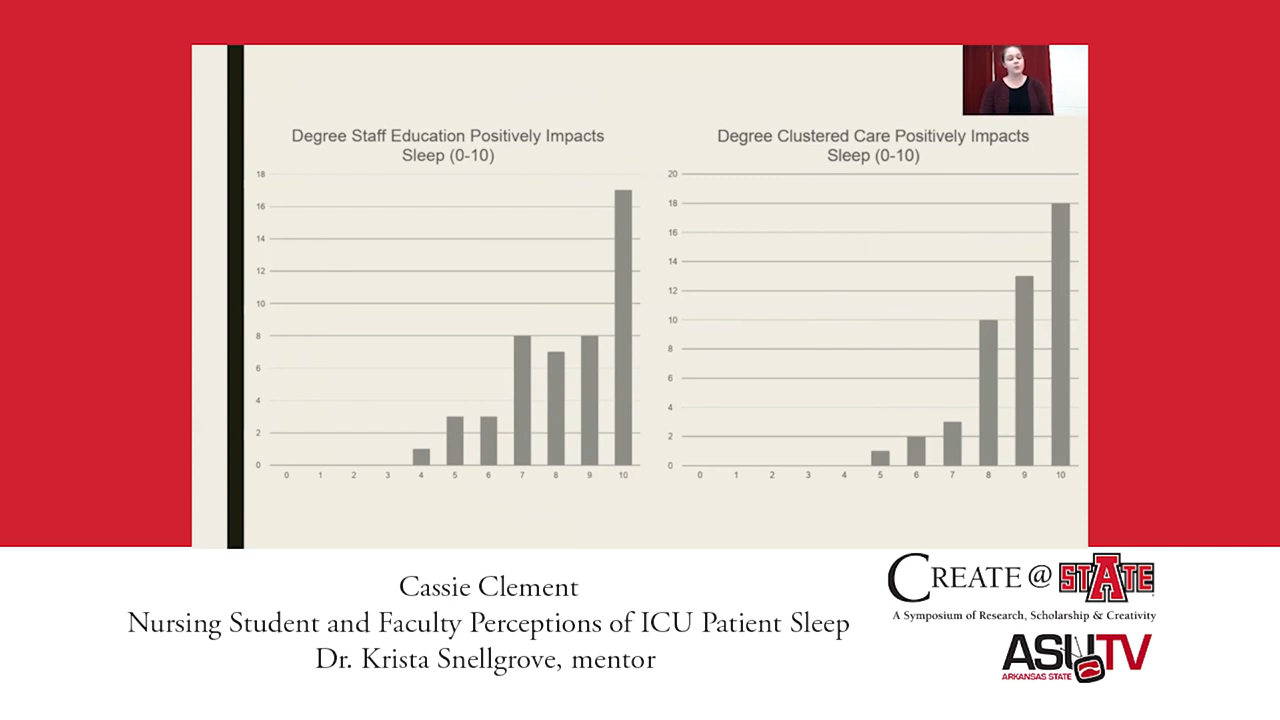 Degree Staff Education Positively Impacts
Sleep (0-10)
18
16
14
12
10
8
6
4
2
0
0 1 2 3 4 5 6 7 8 9 10
Degree Clustered Care Positively Impacts
Sleep (0-10)
20
18
16
14
12
10
8
6
4
2
0
0 1 2 3 4 5 6 7 8 9 10
Cassie Clement
Nursing Student and Faculty Perceptions of ICU Patient Sleep
Dr. Krista Snellgrove, mentor
CREATE @ STATE
A Symposium of Research, Scholarship & Creativity
ASUTV
ARKANSAS STATE